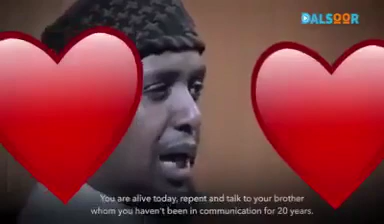 DALSOOR
You are alive today, repent and talk to your brother
whom you haven't been in communication for 20 years.